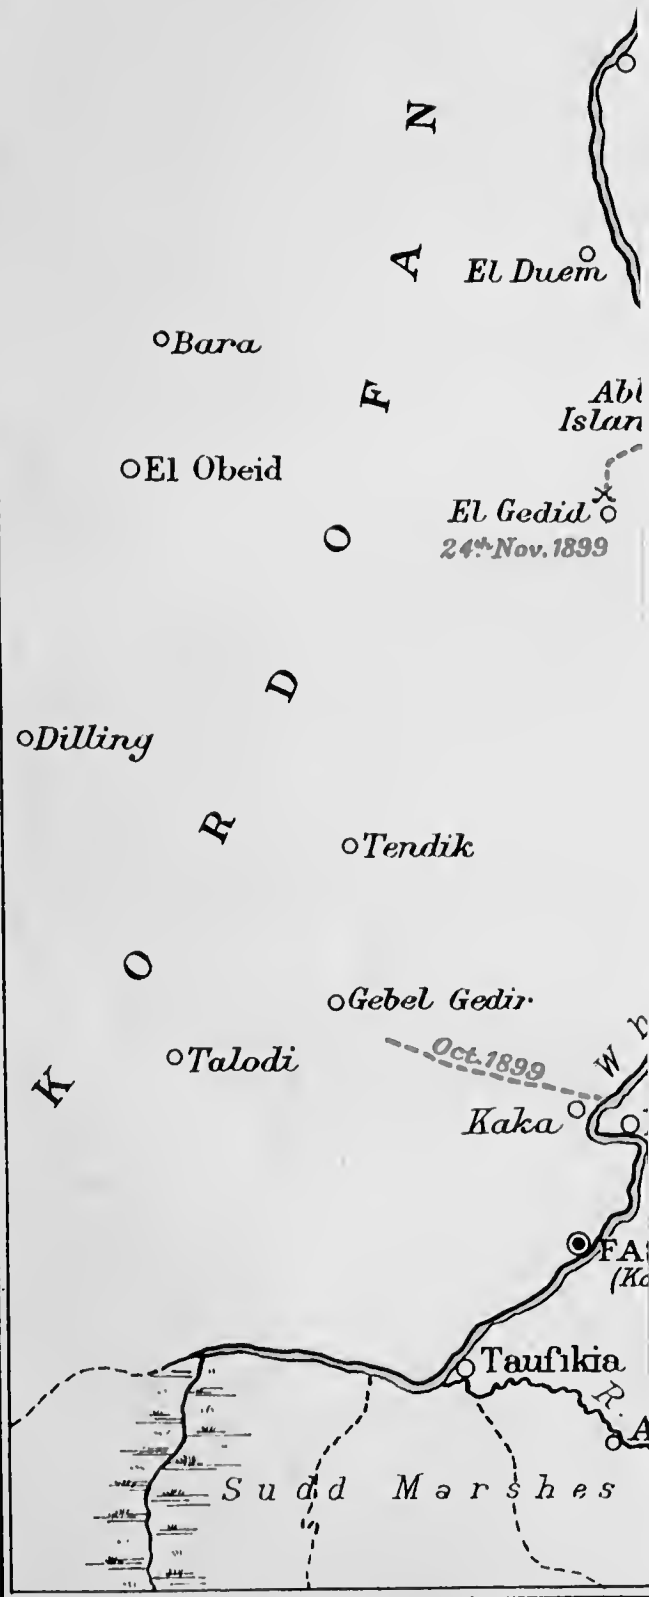 KORDOFAN
El Duem
Bara
El Obeid
El Gedid
24th Nov. 1899
Dilling
Tendik
Gebel Gedir
Talodi
Oct. 1899
Kaka
Taufikia
R.
Sudd Marshes